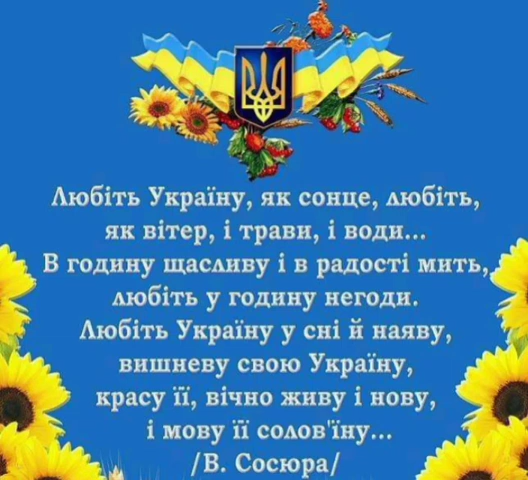 Любіть Україну, як сонце, любіть,
як вітер, і трави, і води...
В годину щасливу і в радості мить,
любіть у годину негоди.
Любіть Україну у сні й наяву,
вишневу свою Україну,
красу її, вічно живу і нову,
і мову її солов'їну...
/В. Сосюра/